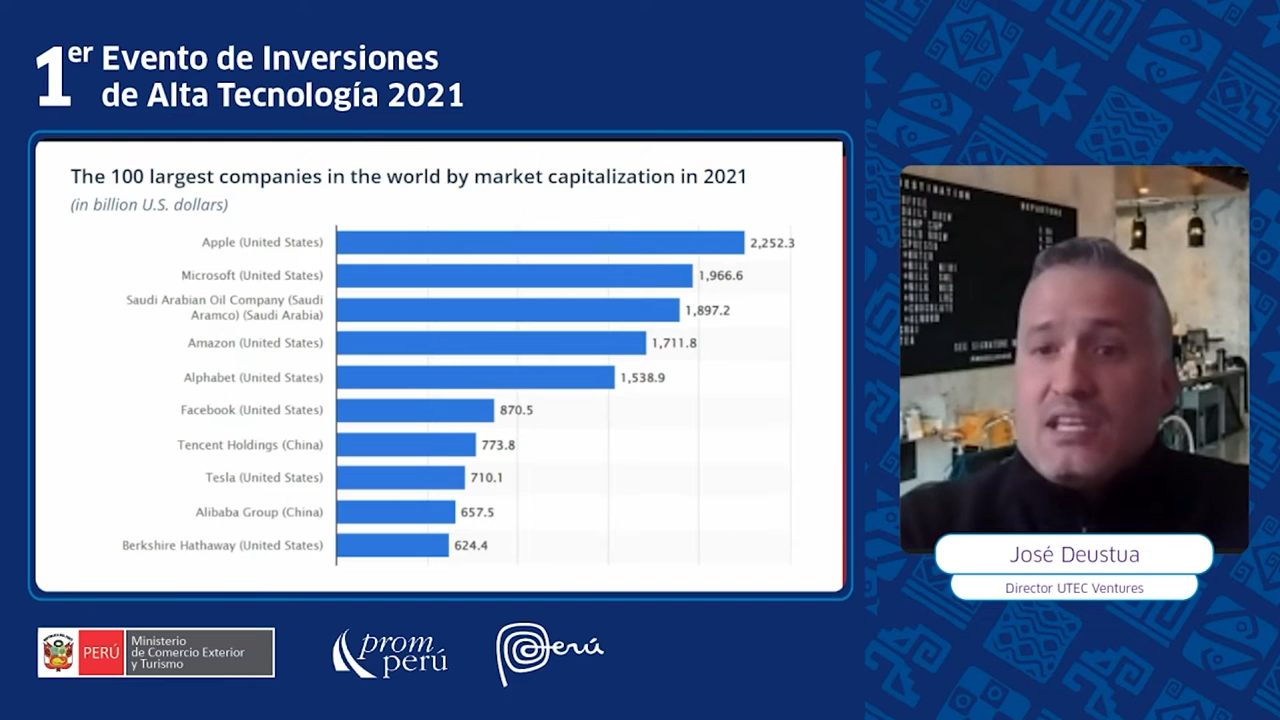 1er Evento de Inversiones
de Alta Tecnología 2021
The 100 largest companies in the world by market capitalization in 2021
(in billion U.S. dollars)
Apple (United States) 2,252.3
Microsoft (United States) 1,966.6
Saudi Arabian Oil Company (Saudi
Aramco) (Saudi Arabia) 1,897.2
Amazon (United States) 1,711.8
Alphabet (United States) 1,538.9
Facebook (United States) 870.5
Tencent Holdings (China) 773.8
Tesla (United States) 710.1
Alibaba Group (China) 657.5
Berkshire Hathaway (United States) 624.4
José Deustua
Director UTEC Ventures
PERÚ
Ministerio
de Comercio Exterior
y Turismo
prom
perú
Perú